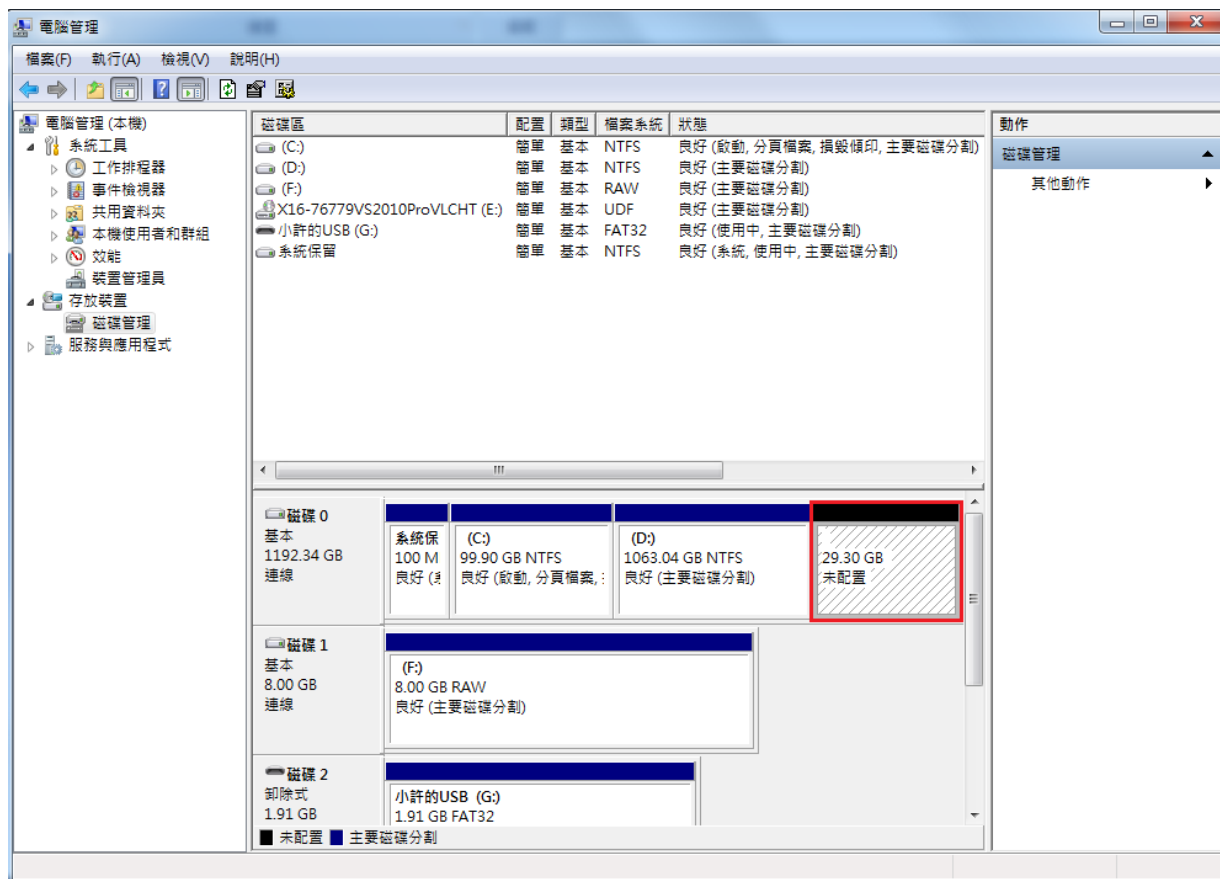 電腦管理
檔案(F) 執行(A) 檢視(V) 說明(H)
電腦管理 (本機)
系統工具
工作排程器
事件檢視器
共用資料夾
本機使用者和群組
效能
裝置管理員
存放裝置
磁碟管理
服務與應用程式
磁碟區 配置 類型 檔案系統 狀態
(C:) 簡單 基本 NTFS 良好 (啟動, 分頁檔案, 損毀傾印, 主要磁碟分割)
(D:) 簡單 基本 NTFS 良好 (主要磁碟分割)
(F:) 簡單 基本 RAW 良好 (主要磁碟分割)
X16-76779VS2010ProVLCHT (E:) 簡單 基本 UDF 良好 (主要磁碟分割)
小許的USB (G:) 簡單 基本 FAT32 良好 (使用中, 主要磁碟分割)
系統保留 簡單 基本 NTFS 良好 (系統, 使用中, 主要磁碟分割)
磁碟 0
基本
1192.34 GB
連線
系統保
100 M
良好 (系
(C:)
99.90 GB NTFS
良好 (啟動, 分頁檔案,
(D:)
1063.04 GB NTFS
良好 (主要磁碟分割)
29.30 GB
未配置
磁碟 1
基本
8.00 GB
連線
(F:)
8.00 GB RAW
良好 (主要磁碟分割)
磁碟 2
卸除式
1.91 GB
小許的USB (G:)
1.91 GB FAT32
未配置 主要磁碟分割
動作
磁碟管理
其他動作